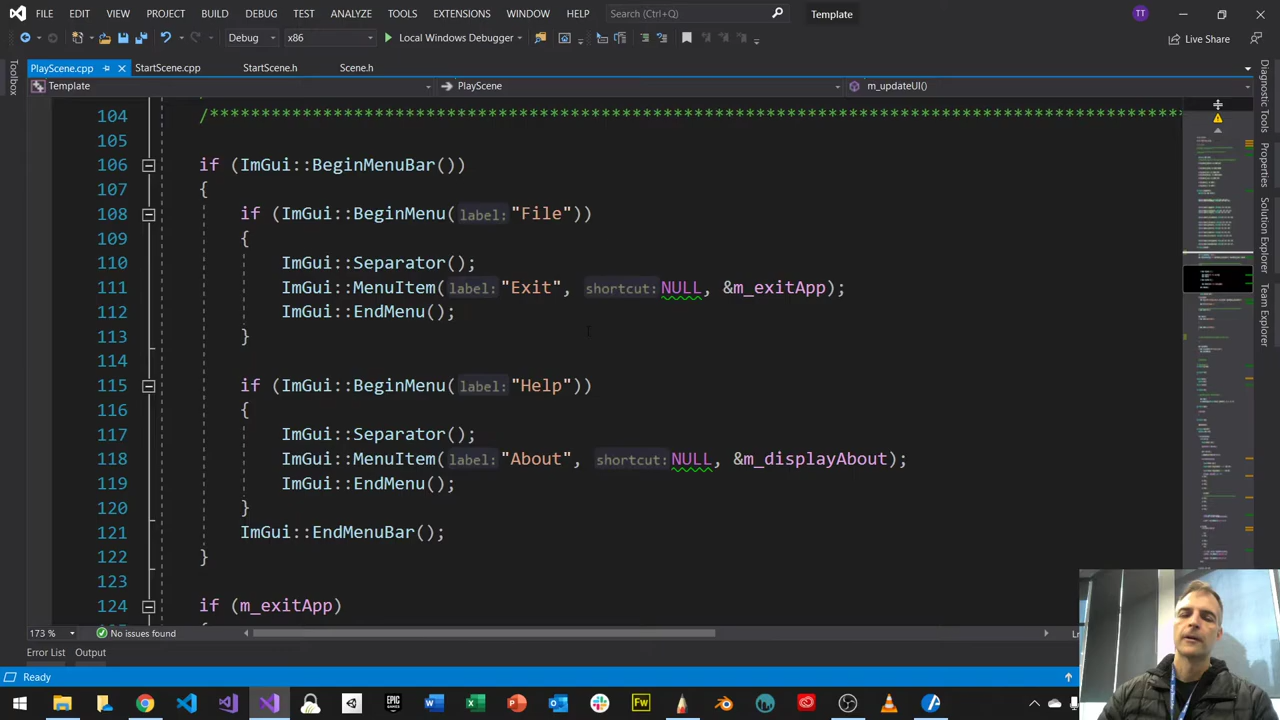 FILE EDIT VIEW PROJECT BUILD DEBUG TEST ANALYZE TOOLS EXTENSIONS WINDOW HELP Search (Ctrl+Q) Template TT
Debug x86 Local Windows Debugger Live Share
PlayScene.cpp StartScene.cpp StartScene.h Scene.h
Template PlayScene m_updateUI()
Toolbox
104 /*********************************************************************************************
105
106 if (ImGui::BeginMenuBar())
107 {
108 if (ImGui::BeginMenu(label: "File"))
109 {
110 ImGui::Separator();
111 ImGui::MenuItem(label: "Exit", shortcut: NULL, &m_exitApp);
112 ImGui::EndMenu();
113 }
114
115 if (ImGui::BeginMenu(label: "Help"))
116 {
117 ImGui::Separator();
118 ImGui::MenuItem(label: "About", shortcut: NULL, &m_displayAbout);
119 ImGui::EndMenu();
120 }
121 ImGui::EndMenuBar();
122 }
123
124 if (m_exitApp)
Diagnostic Tools
Properties
Solution Explorer
Team Explorer
173 % No issues found
Error List Output
Ready